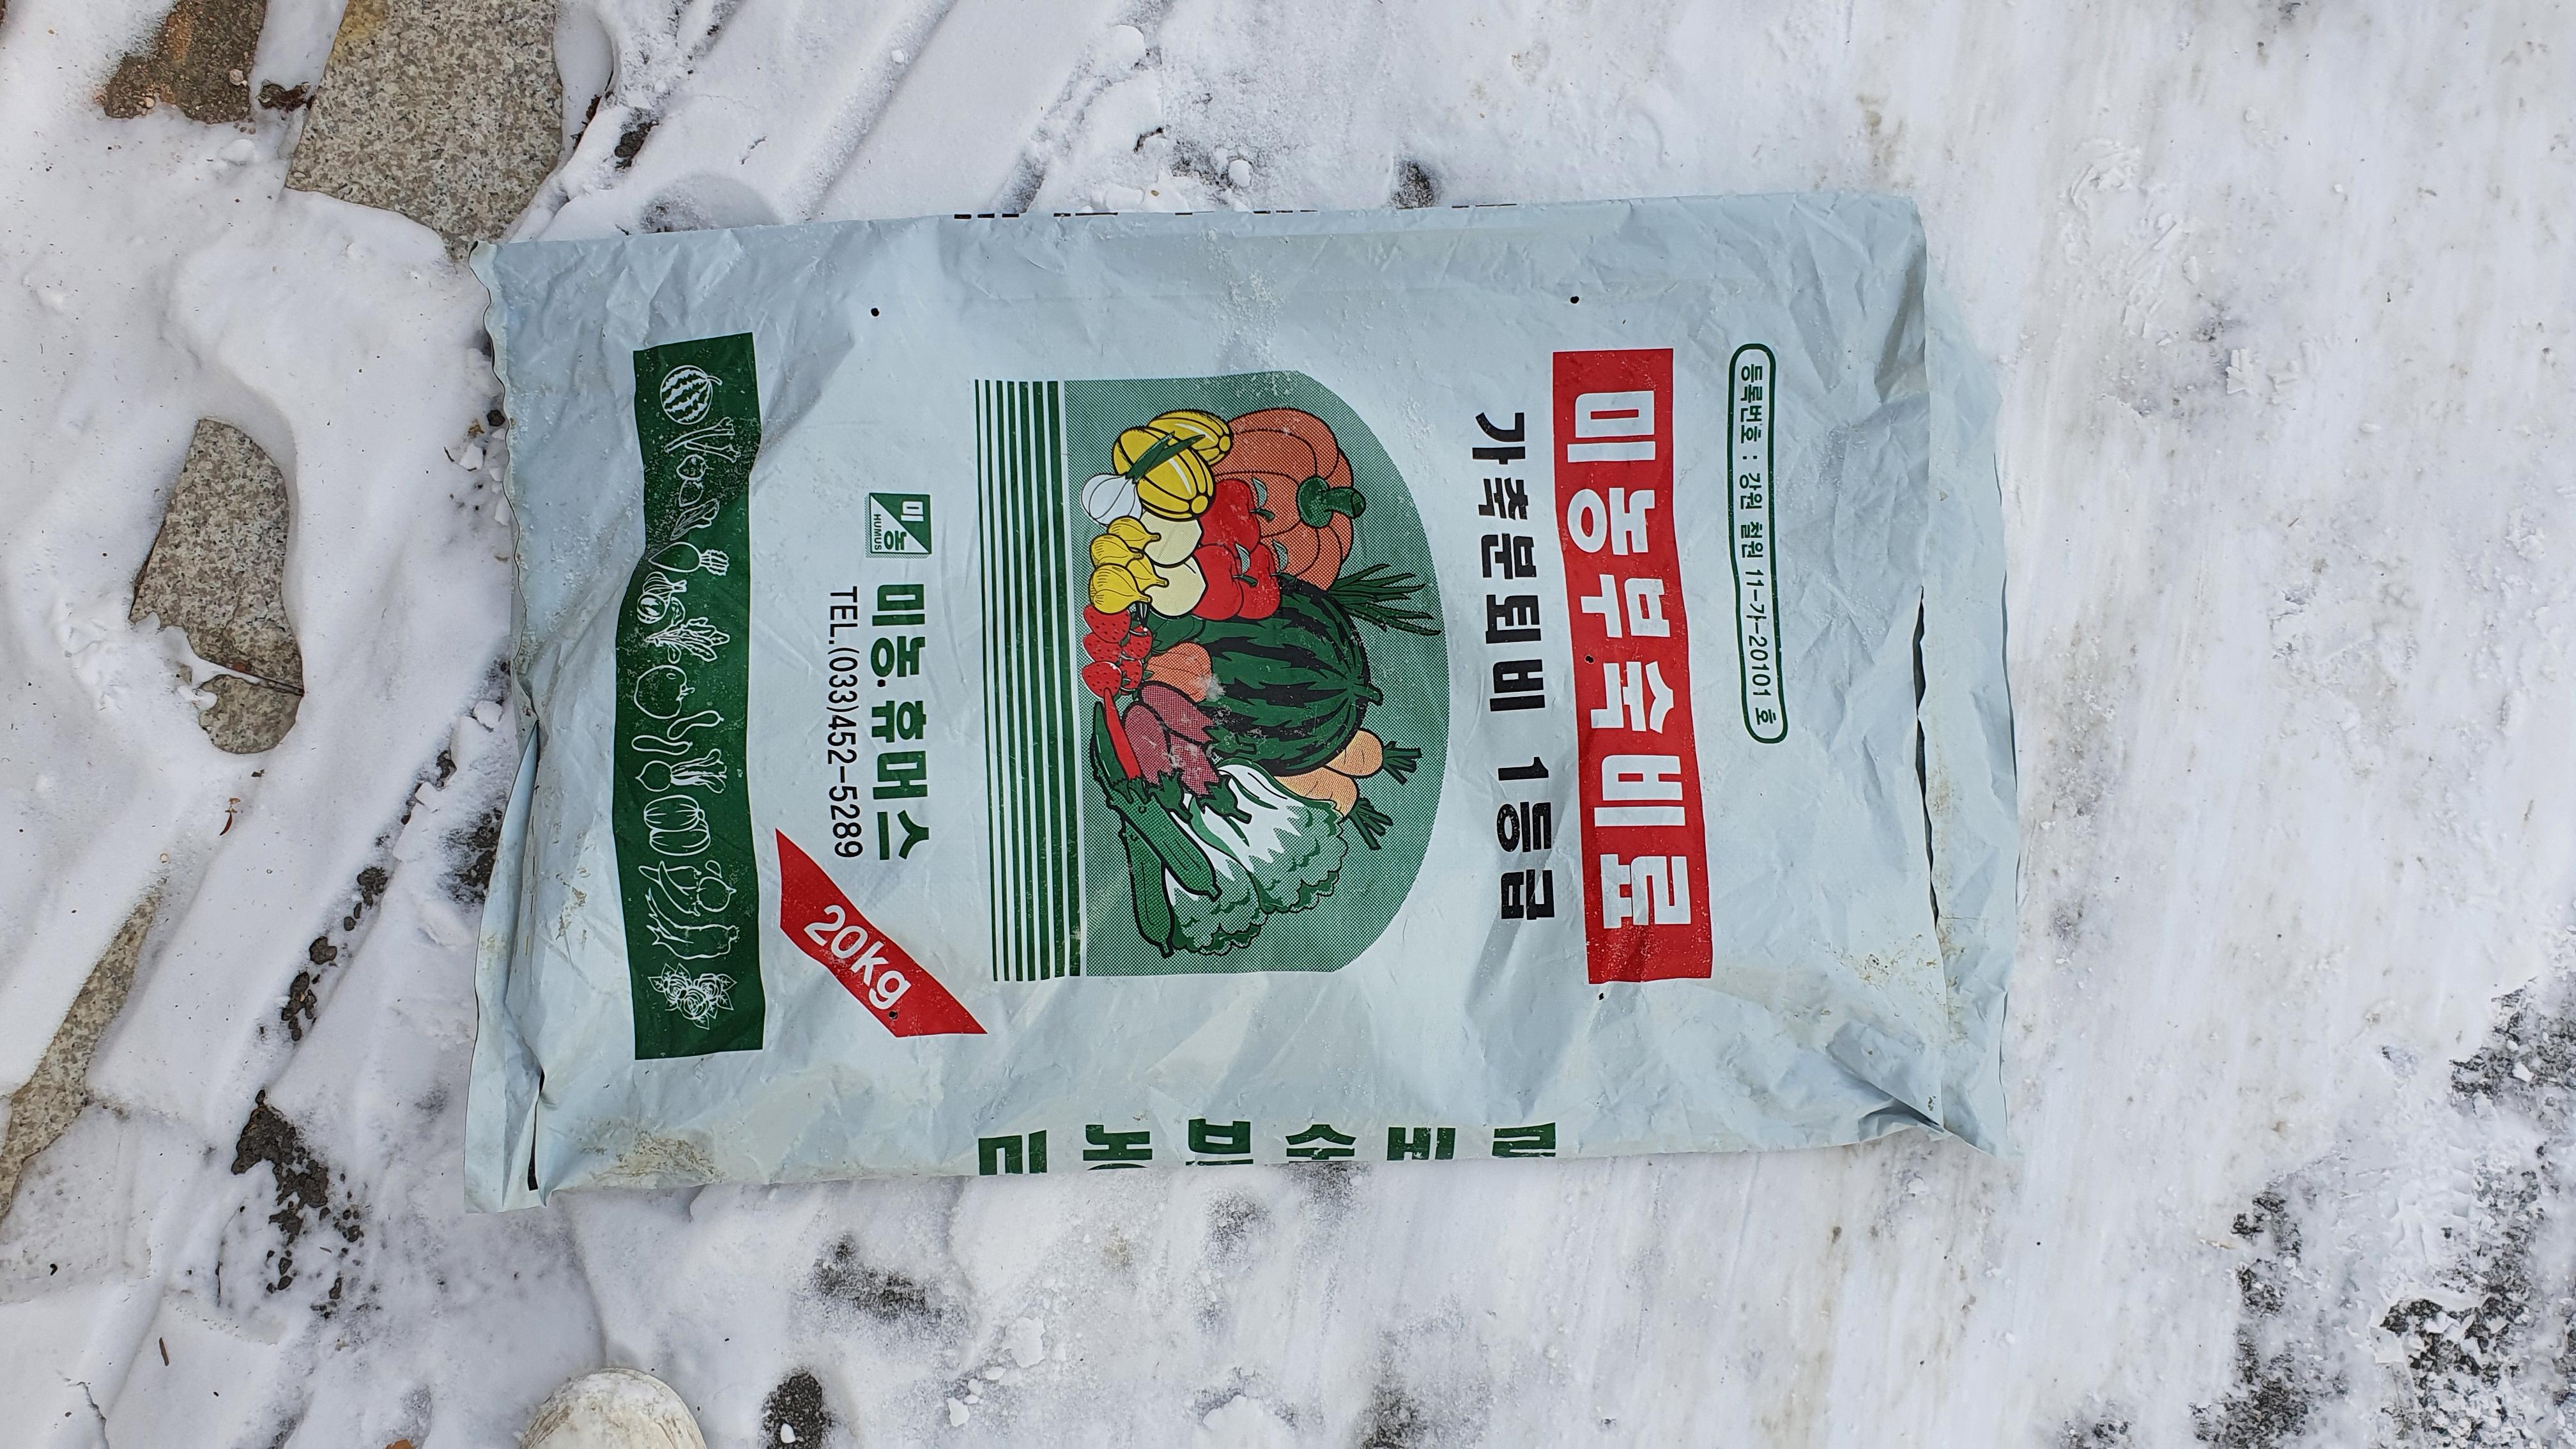 등록번호 : 강원 철원 11-가-20101 호
미농부숙비료
가축분퇴비 1등급
미농
HUMUS
미농·휴머스
TEL.(033)452-5289
20kg